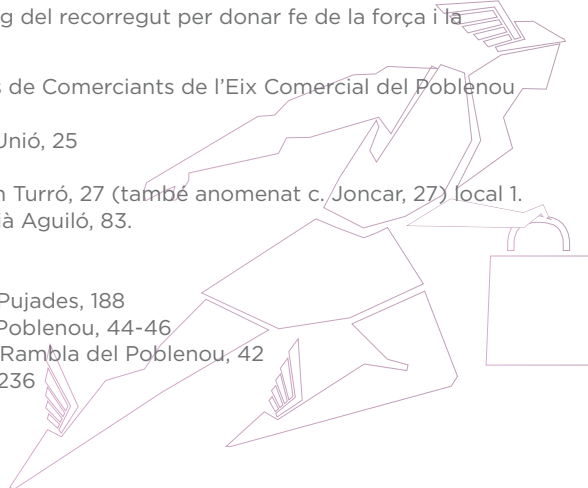 g del recorregut per donar fe de la força i la
s de Comerciants de l’Eix Comercial del Poblenou
Unió, 25
n Turró, 27 (també anomenat c. Joncar, 27) local 1.
ià Aguiló, 83.
Pujades, 188
Poblenou, 44-46
Rambla del Poblenou, 42
236